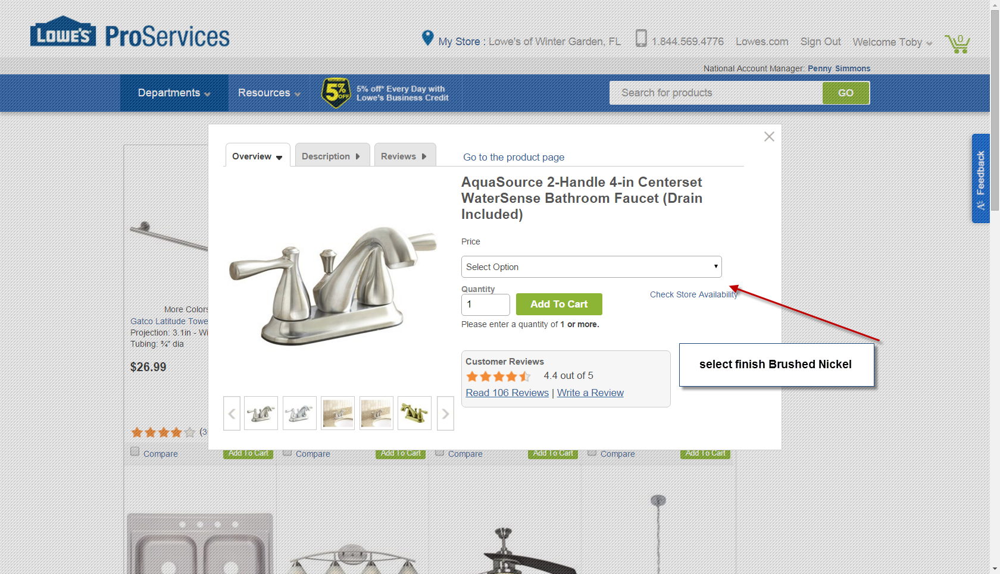 LOWE'S ProServices
My Store : Lowe's of Winter Garden, FL
1.844.569.4776
Lowes.com
Sign Out
Welcome Toby
0
National Account Manager: Penny Simmons
Departments
Resources
5% OFF
5% off* Every Day with
Lowe's Business Credit
Search for products
GO
Feedback
Overview
Description
Reviews
Go to the product page
AquaSource 2-Handle 4-in Centerset
WaterSense Bathroom Faucet (Drain
Included)
Price
Select Option
Quantity
1
Add To Cart
Check Store Availability
Please enter a quantity of 1 or more.
select finish Brushed Nickel
Customer Reviews
4.4 out of 5
Read 106 Reviews | Write a Review
More Colors
Gatco Latitude Towe
Projection: 3.1in - Wi
Tubing: ¾" dia
$26.99
(3
Compare
Add To Cart
Compare
Add To Cart
Compare
Add To Cart
Compare
Add To Cart